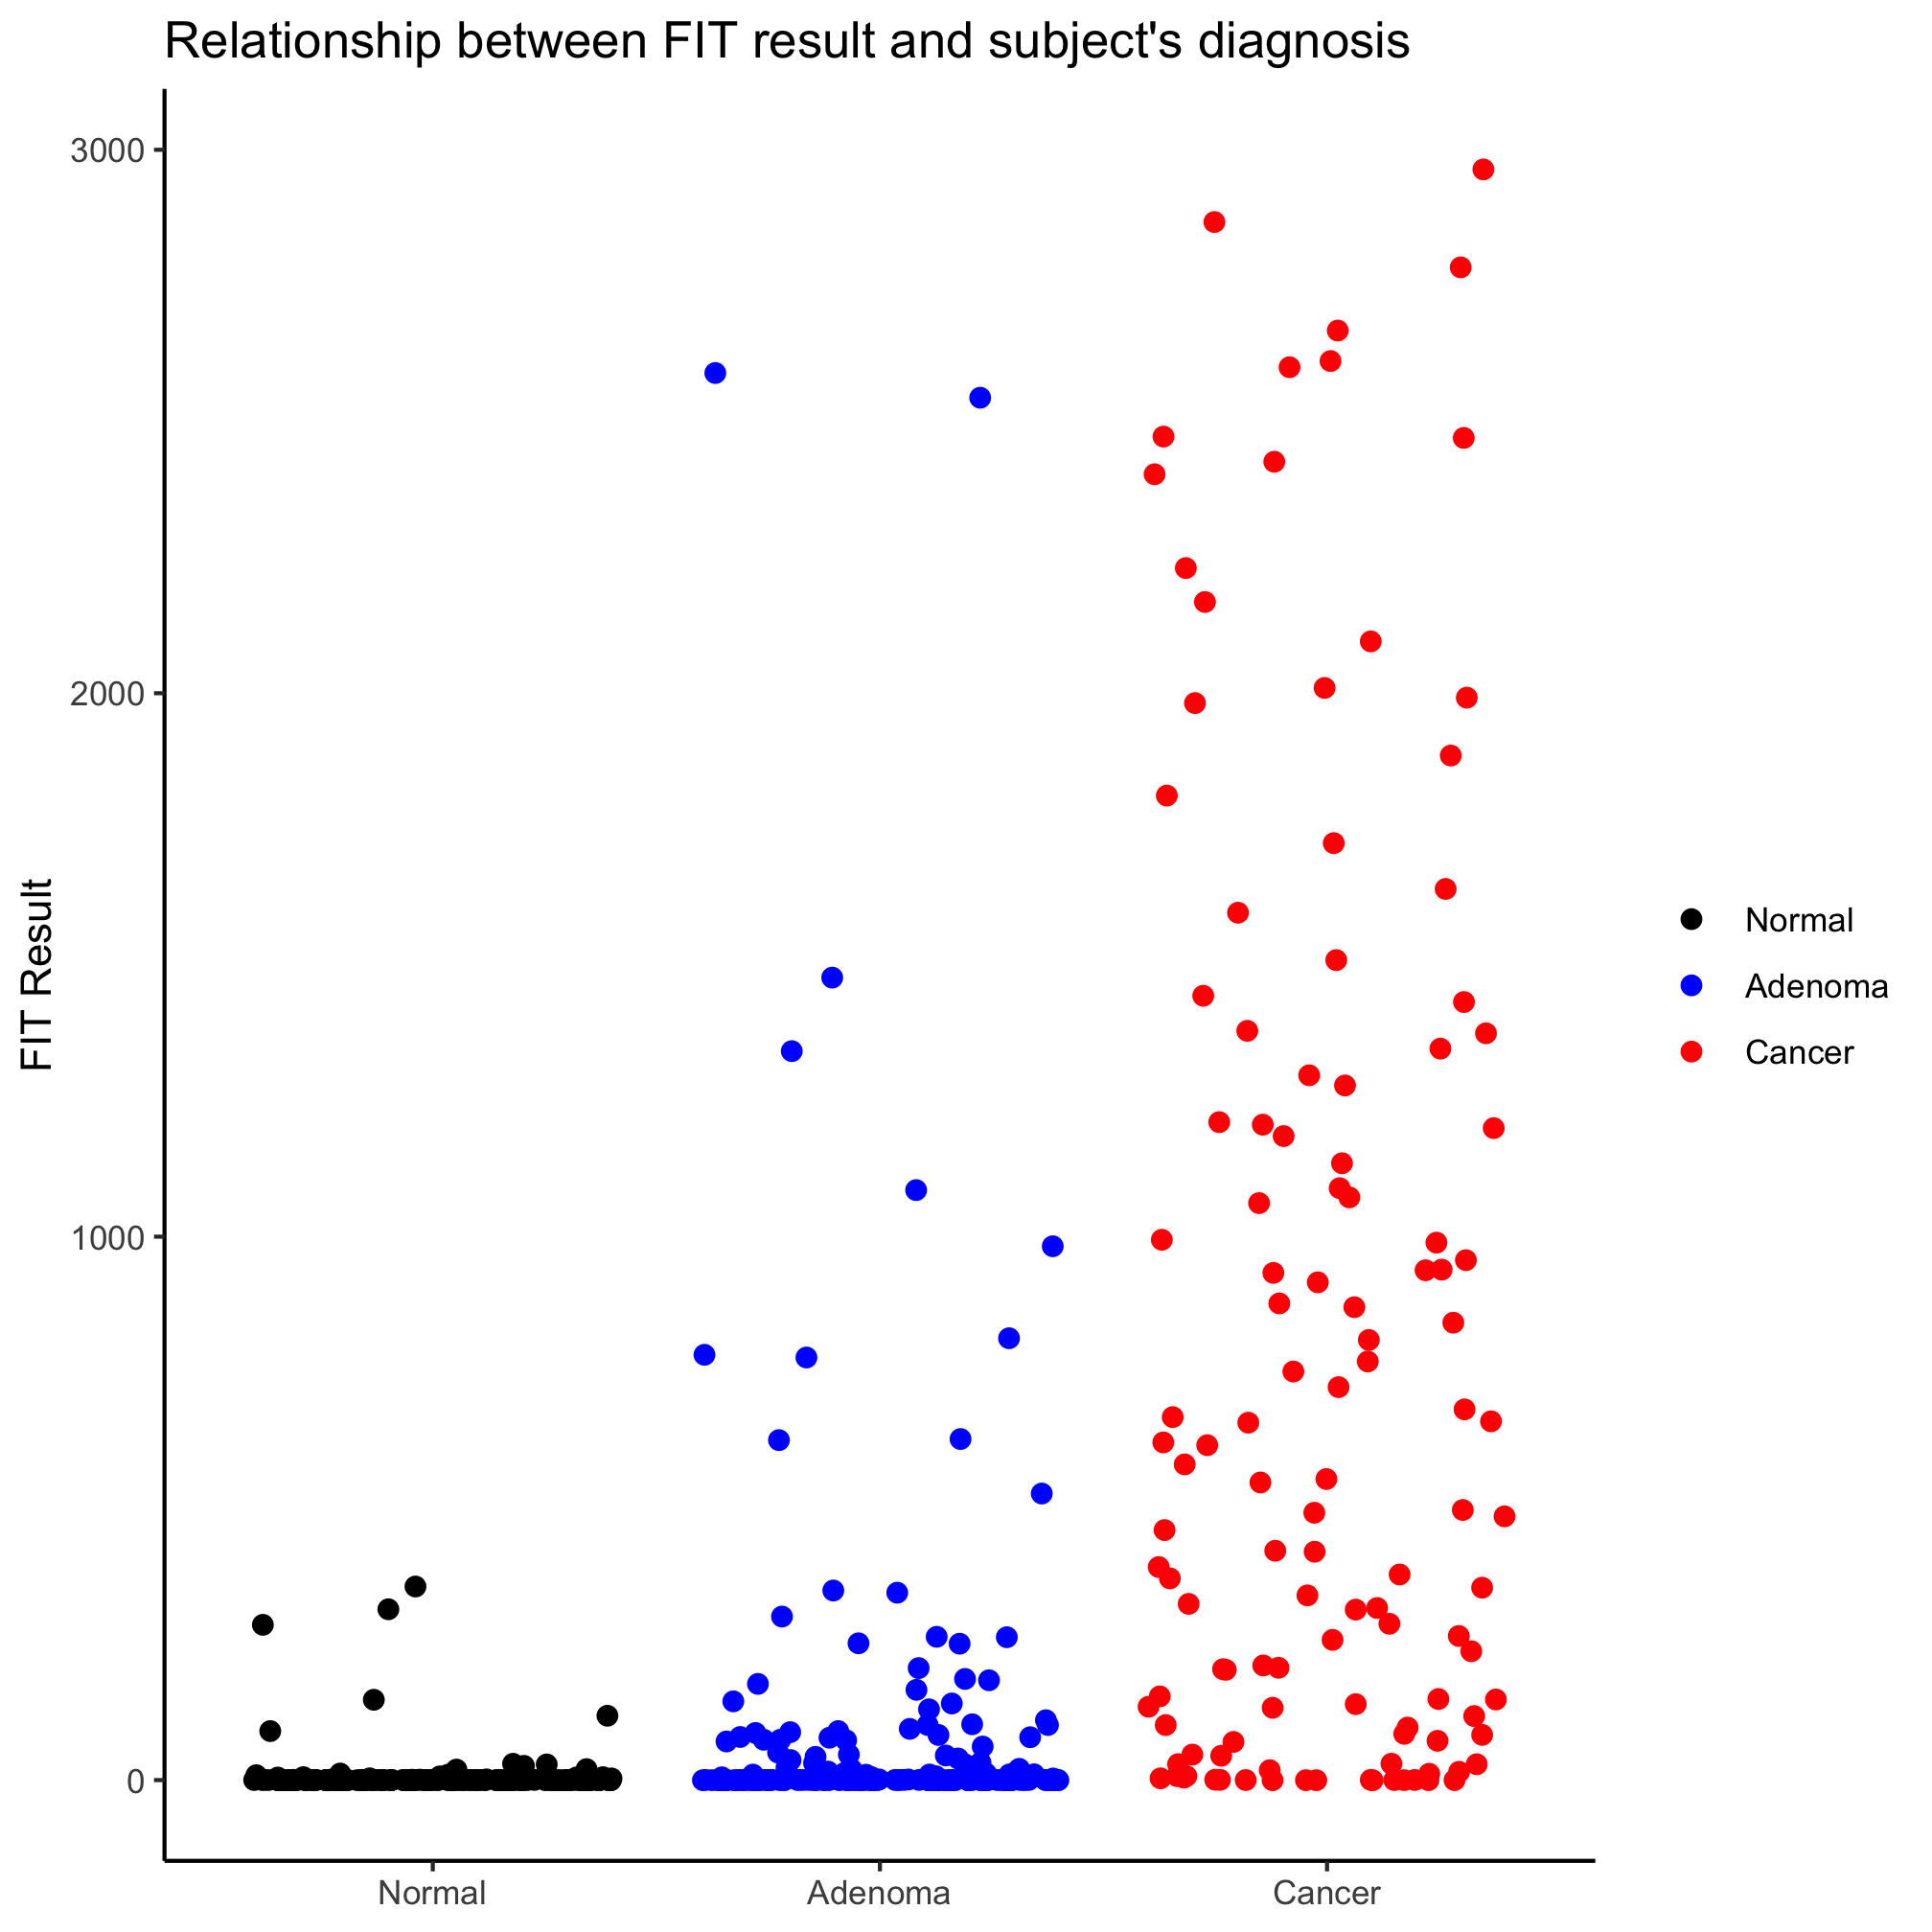 Relationship between FIT result and subject's diagnosis
3000
2000
1000
0
FIT Result
Normal
Adenoma
Cancer
Normal
Adenoma
Cancer